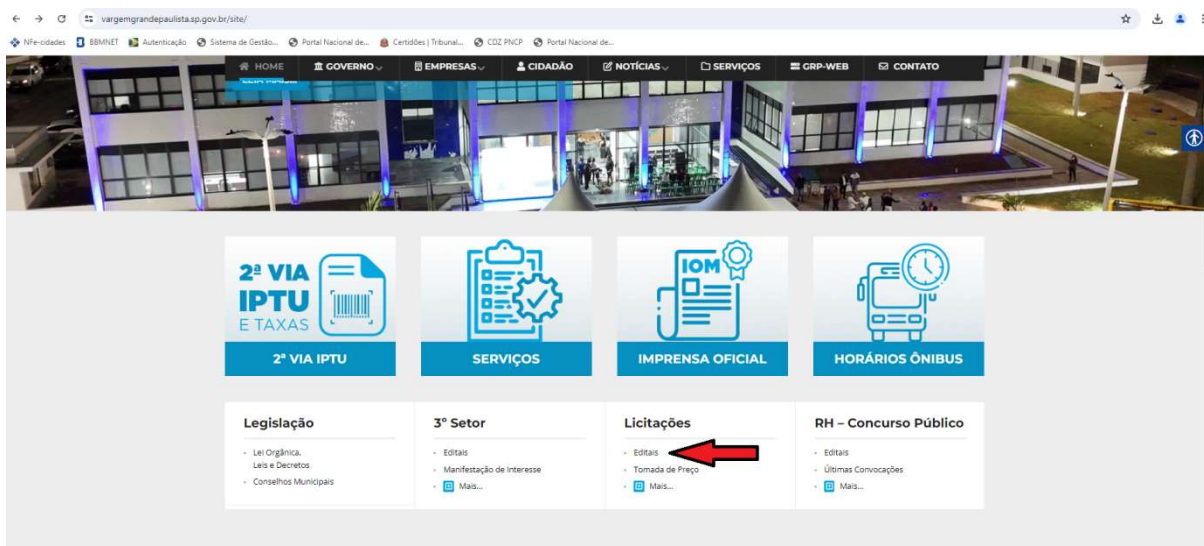 vargemgrandepaulista.sp.gov.br/site/
NFe-cidades BBMNET Autenticação Sistema de Gestão... Portal Nacional de... Certidões | Tribunal... CDZ PNCP Portal Nacional de...
HOME GOVERNO EMPRESAS CIDADÃO NOTÍCIAS SERVIÇOS GRP-WEB CONTATO
2ª VIA
IPTU
E TAXAS
IOM
2ª VIA IPTU SERVIÇOS IMPRENSA OFICIAL HORÁRIOS ÔNIBUS
Legislação
Lei Orgânica,
Leis e Decretos
Conselhos Municipais
3º Setor
Editais
Manifestação de Interesse
Mais...
Licitações
Editais
Tomada de Preço
Mais...
RH – Concurso Público
Editais
Últimas Convocações
Mais...